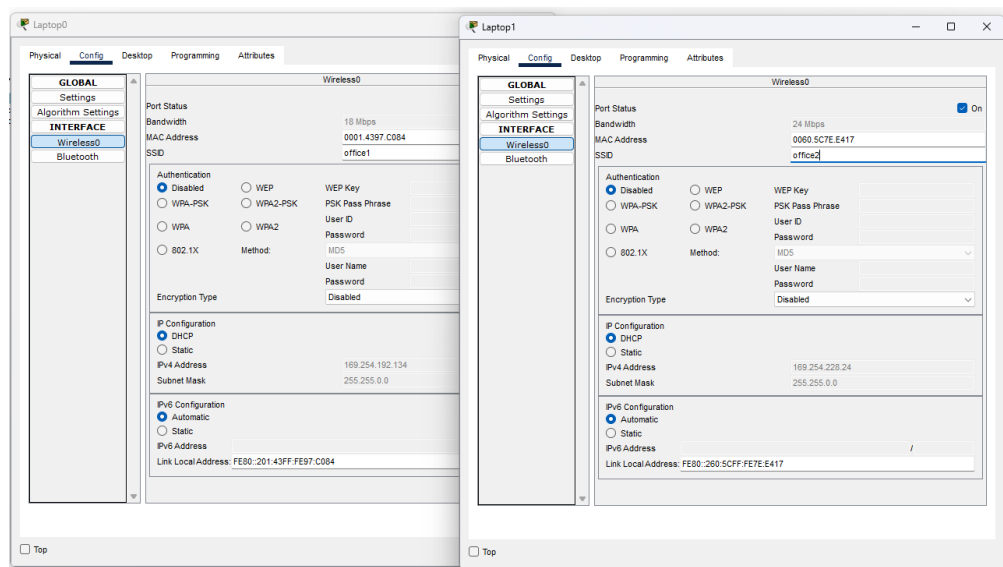 Laptop0
Physical Config Desktop Programming Attributes
GLOBAL
Settings
Algorithm Settings
INTERFACE
Wireless0
Bluetooth
Wireless0
Port Status
Bandwidth 18 Mbps
MAC Address 0001.4397.C084
SSID office1
Authentication
Disabled WEP WEP Key
WPA-PSK WPA2-PSK PSK Pass Phrase
User ID
WPA WPA2
Password
802.1X Method: MD5
User Name
Password
Encryption Type Disabled
IP Configuration
DHCP
Static
IPv4 Address 169.254.192.134
Subnet Mask 255.255.0.0
IPv6 Configuration
Automatic
Static
IPv6 Address
Link Local Address: FE80::201:43FF:FE97:C084
Top
Laptop1
Physical Config Desktop Programming Attributes
GLOBAL
Settings
Algorithm Settings
INTERFACE
Wireless0
Bluetooth
Wireless0
Port Status On
Bandwidth 24 Mbps
MAC Address 0060.5C7E.E417
SSID office2
Authentication
Disabled WEP WEP Key
WPA-PSK WPA2-PSK PSK Pass Phrase
User ID
WPA WPA2
Password
802.1X Method: MD5
User Name
Password
Encryption Type Disabled
IP Configuration
DHCP
Static
IPv4 Address 169.254.228.24
Subnet Mask 255.255.0.0
IPv6 Configuration
Automatic
Static
IPv6 Address /
Link Local Address: FE80::260:5CFF:FE7E:E417
Top